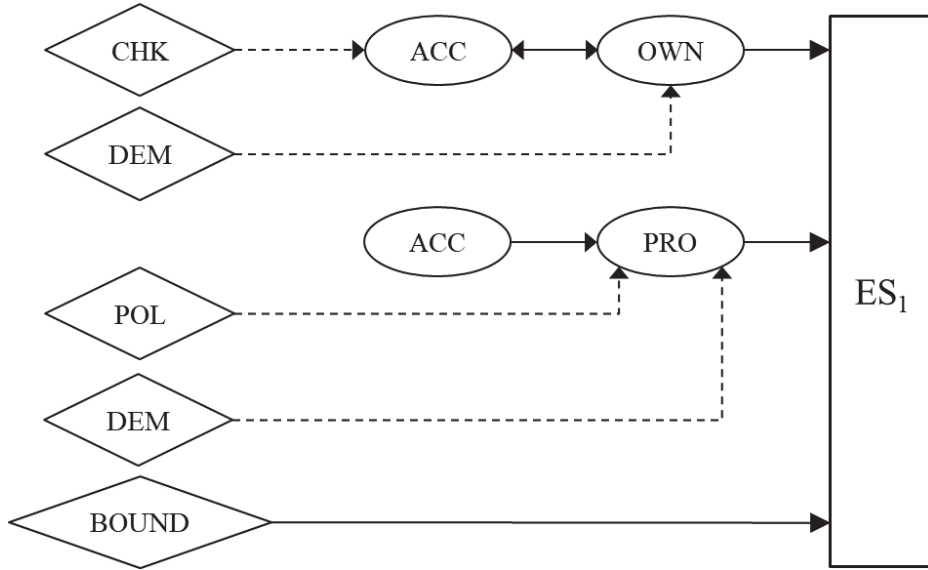 CHK
ACC
OWN
DEM
ACC
PRO
ES₁
POL
DEM
BOUND